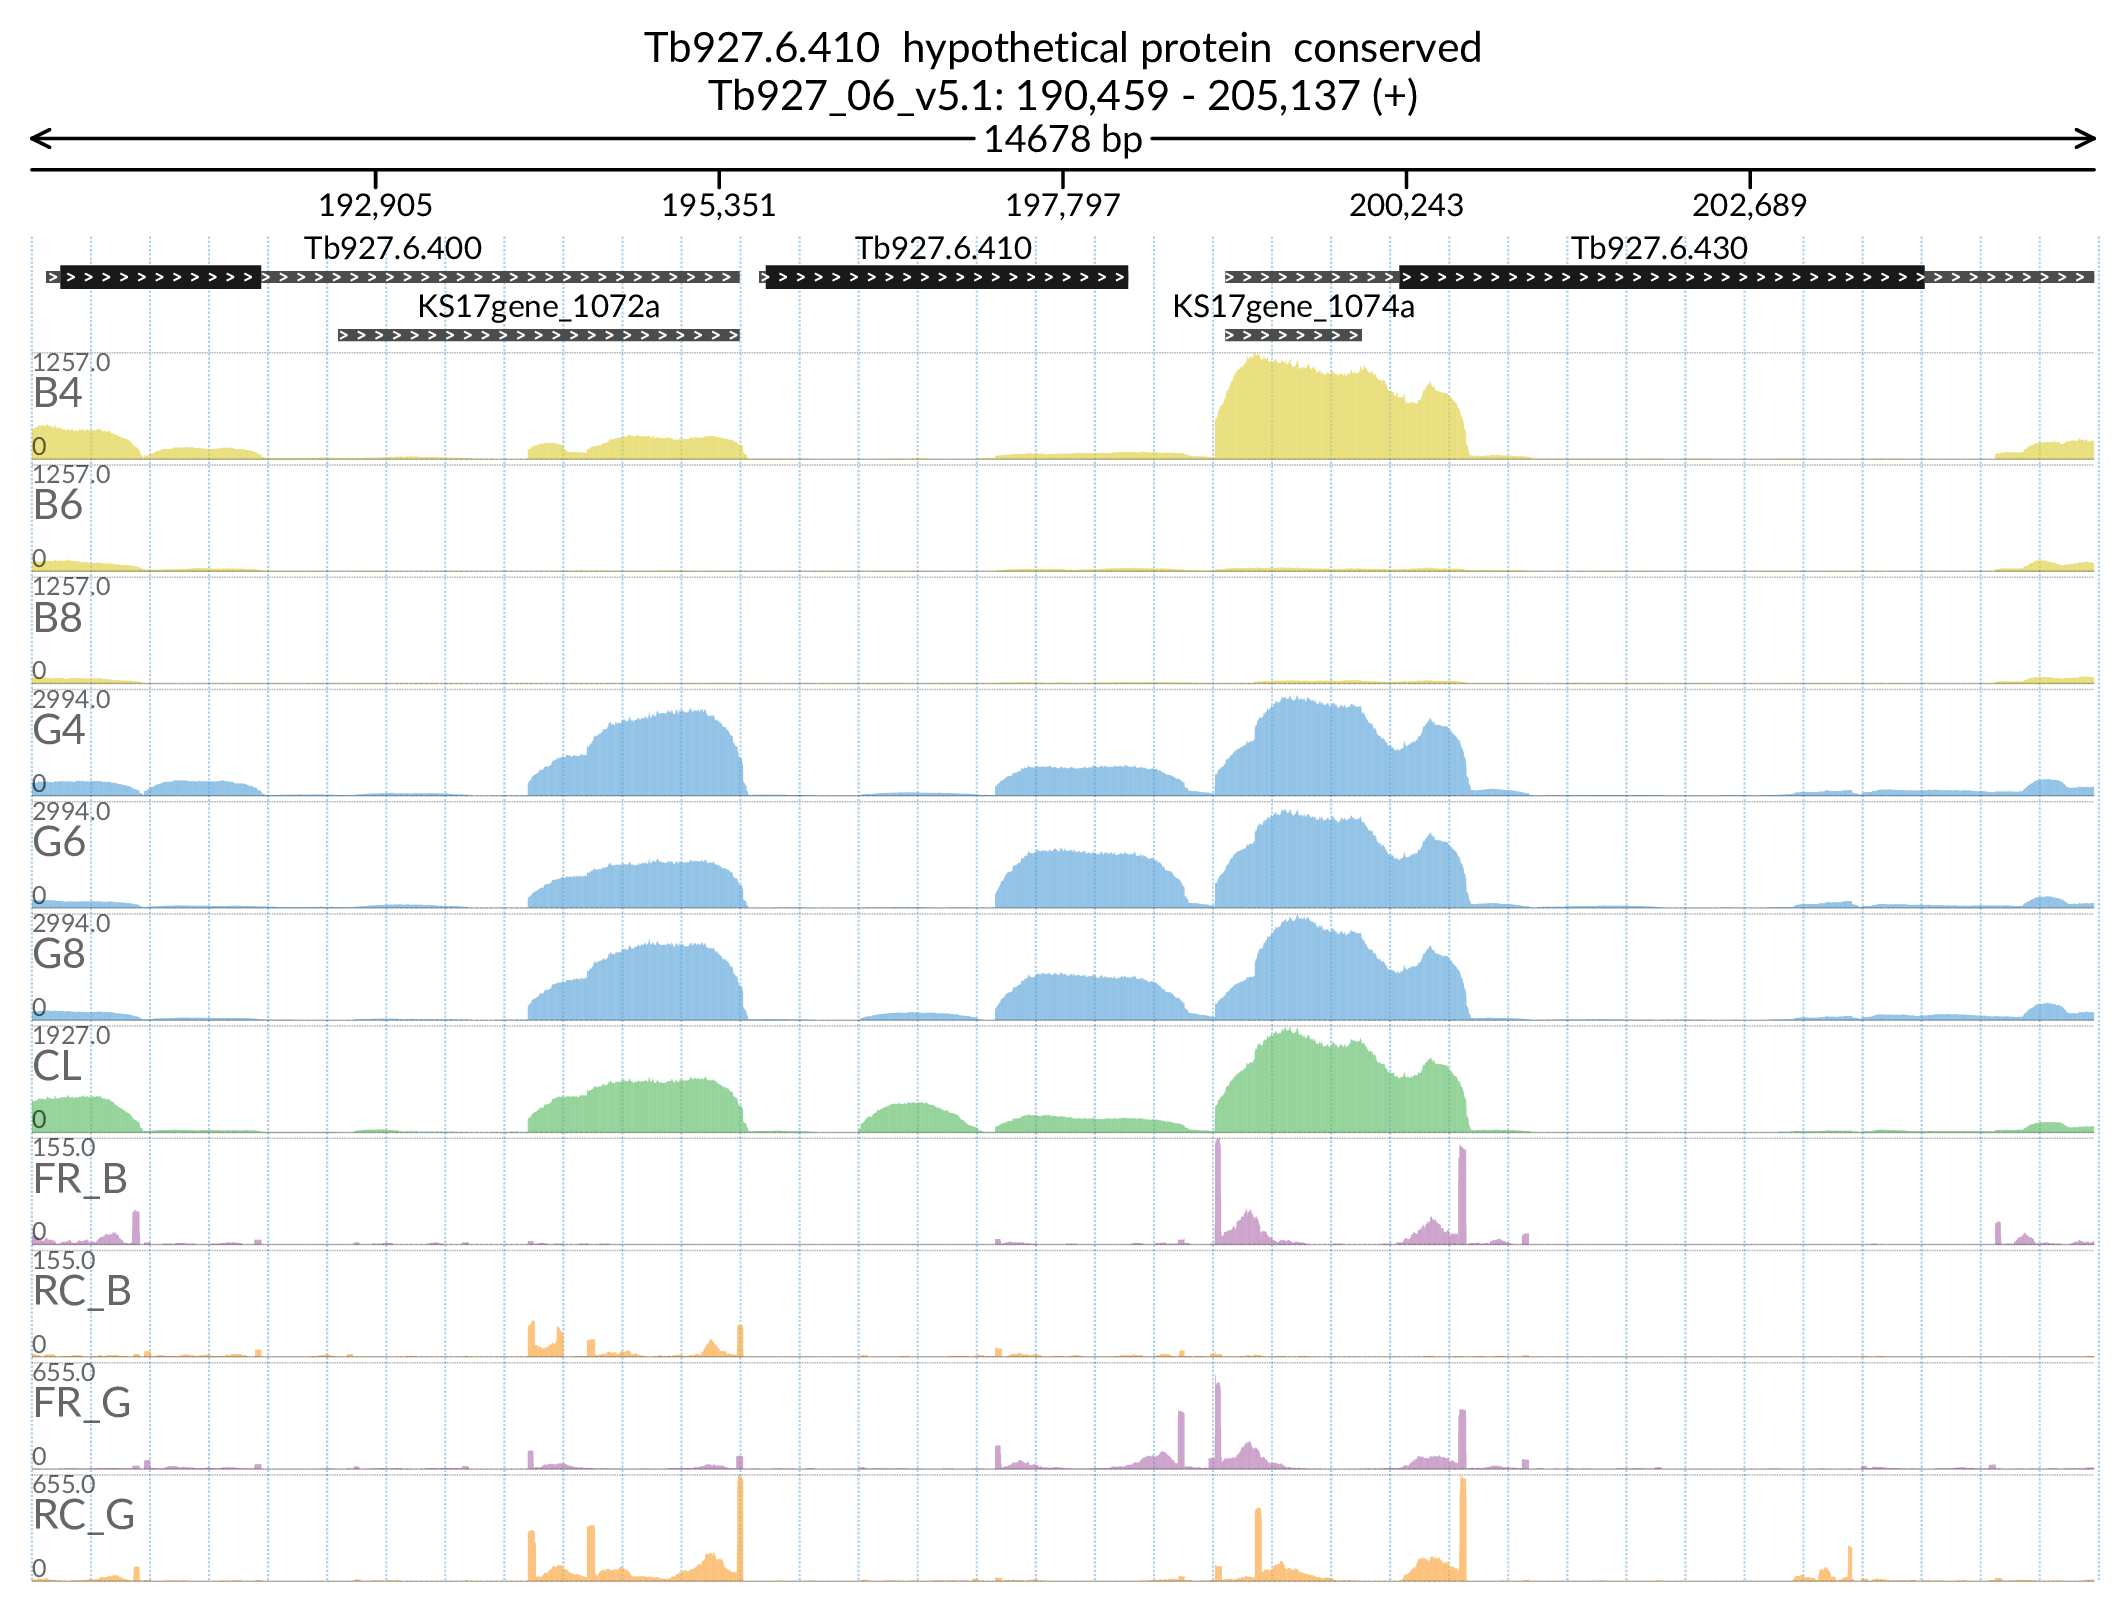 Tb927.6.410 hypothetical protein conserved
Tb927_06_v5.1: 190,459 - 205,137 (+)
14678 bp
192,905 195,351 197,797 200,243 202,689
Tb927.6.400 Tb927.6.410 Tb927.6.430
KS17gene_1072a KS17gene_1074a
1257.0
B4
0
1257.0
B6
0
1257.0
B8
0
2994.0
G4
0
2994.0
G6
0
2994.0
G8
0
1927.0
CL
0
155.0
FR_B
0
155.0
RC_B
0
655.0
FR_G
0
655.0
RC_G
0